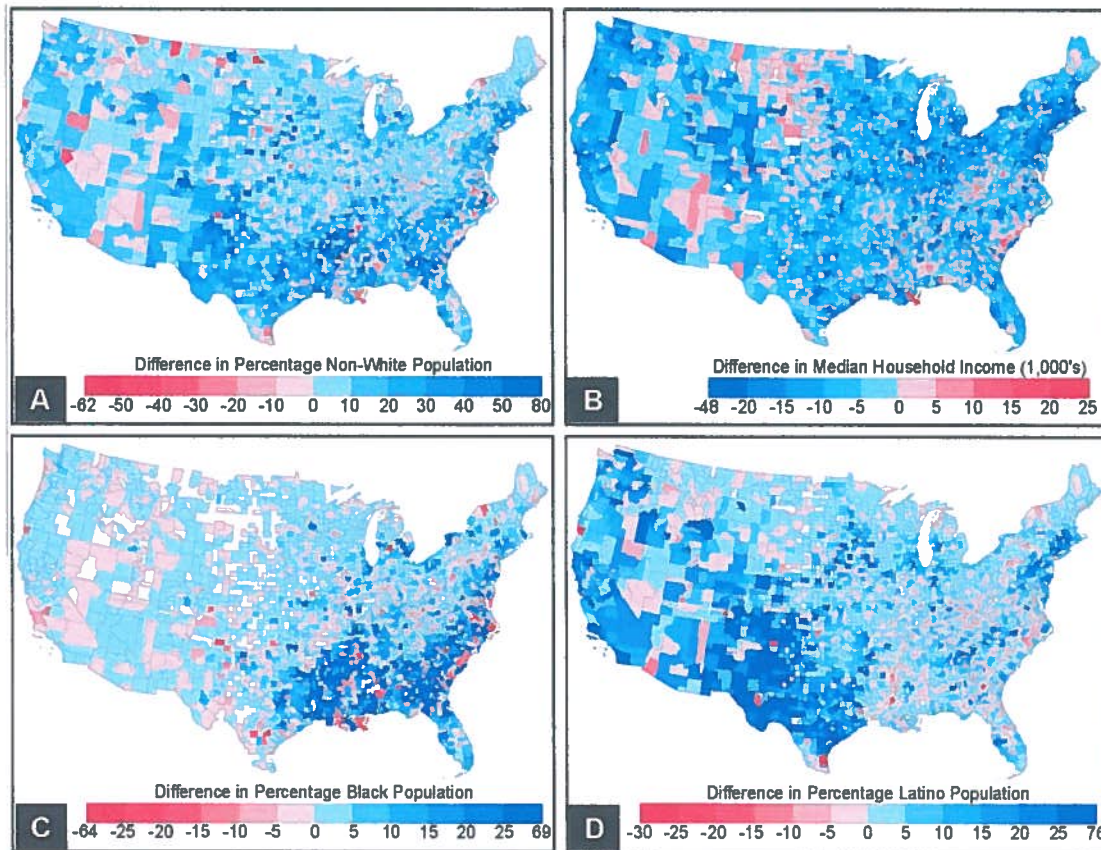 Difference in Percentage Non-White Population
A
-62 -50 -40 -30 -20 -10 0 10 20 30 40 50 80
Difference in Median Household Income (1,000's)
B
-48 -20 -15 -10 -5 0 5 10 15 20 25
Difference in Percentage Black Population
C
-64 -25 -20 -15 -10 -5 0 5 10 15 20 25 69
Difference in Percentage Latino Population
D
-30 -25 -20 -15 -10 -5 0 5 10 15 20 25 76